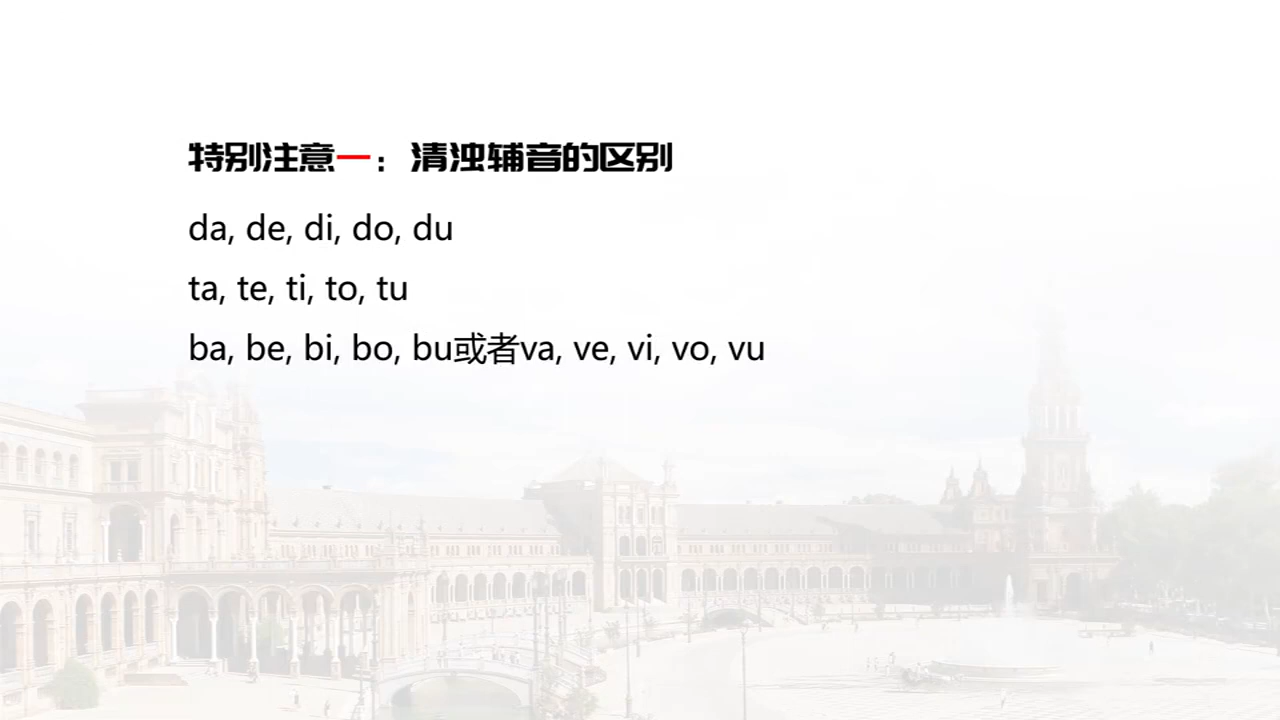 特别注意一：清浊辅音的区别
da, de, di, do, du
ta, te, ti, to, tu
ba, be, bi, bo, bu或者va, ve, vi, vo, vu